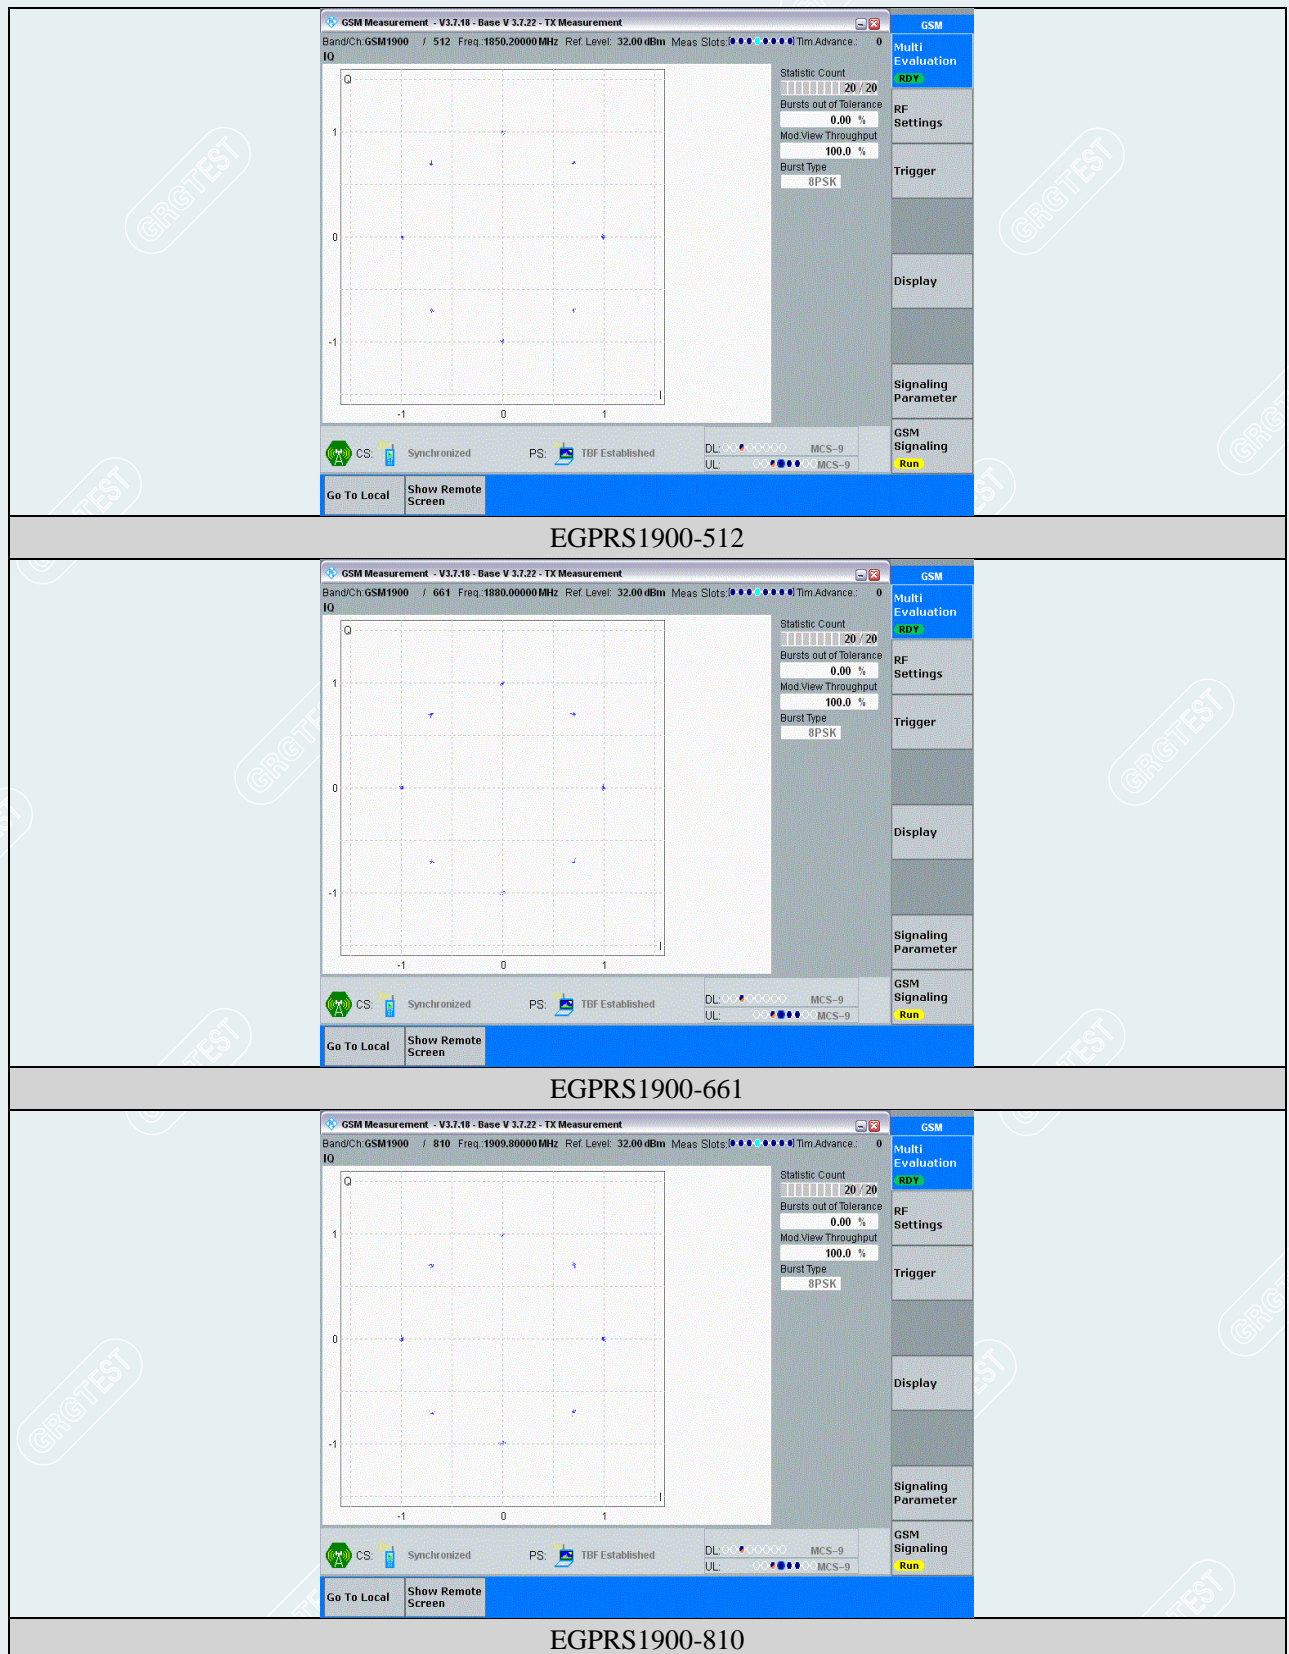 GSM Measurement - V3.7.18 - Base V 3.7.22 - TX Measurement
GSM
Band/Ch:GSM1900 / 512 Freq.:1850.20000 MHz Ref. Level: 32.00 dBm Meas Slots: Tim.Advance.: 0
IQ
Multi
Evaluation
RDY
Q
1
0
-1
-1 0 1
I
Statistic Count
20 / 20
Bursts out of Tolerance
0.00 %
Mod.View Throughput
100.0 %
Burst Type
8PSK
RF
Settings
Trigger
Display
Signaling
Parameter
GSM
Signaling
Run
CS: Synchronized PS: TBF Established DL: MCS-9
UL: MCS-9
Go To Local Show Remote
Screen
EGPRS1900-512
GSM Measurement - V3.7.18 - Base V 3.7.22 - TX Measurement
GSM
Band/Ch:GSM1900 / 661 Freq.:1880.00000 MHz Ref. Level: 32.00 dBm Meas Slots: Tim.Advance.: 0
IQ
Multi
Evaluation
RDY
Q
1
0
-1
-1 0 1
I
Statistic Count
20 / 20
Bursts out of Tolerance
0.00 %
Mod.View Throughput
100.0 %
Burst Type
8PSK
RF
Settings
Trigger
Display
Signaling
Parameter
GSM
Signaling
Run
CS: Synchronized PS: TBF Established DL: MCS-9
UL: MCS-9
Go To Local Show Remote
Screen
EGPRS1900-661
GSM Measurement - V3.7.18 - Base V 3.7.22 - TX Measurement
GSM
Band/Ch:GSM1900 / 810 Freq.:1909.80000 MHz Ref. Level: 32.00 dBm Meas Slots: Tim.Advance.: 0
IQ
Multi
Evaluation
RDY
Q
1
0
-1
-1 0 1
I
Statistic Count
20 / 20
Bursts out of Tolerance
0.00 %
Mod.View Throughput
100.0 %
Burst Type
8PSK
RF
Settings
Trigger
Display
Signaling
Parameter
GSM
Signaling
Run
CS: Synchronized PS: TBF Established DL: MCS-9
UL: MCS-9
Go To Local Show Remote
Screen
EGPRS1900-810
GRGTEST
GRGTEST
GRGTEST
GRGTEST
GRGTEST